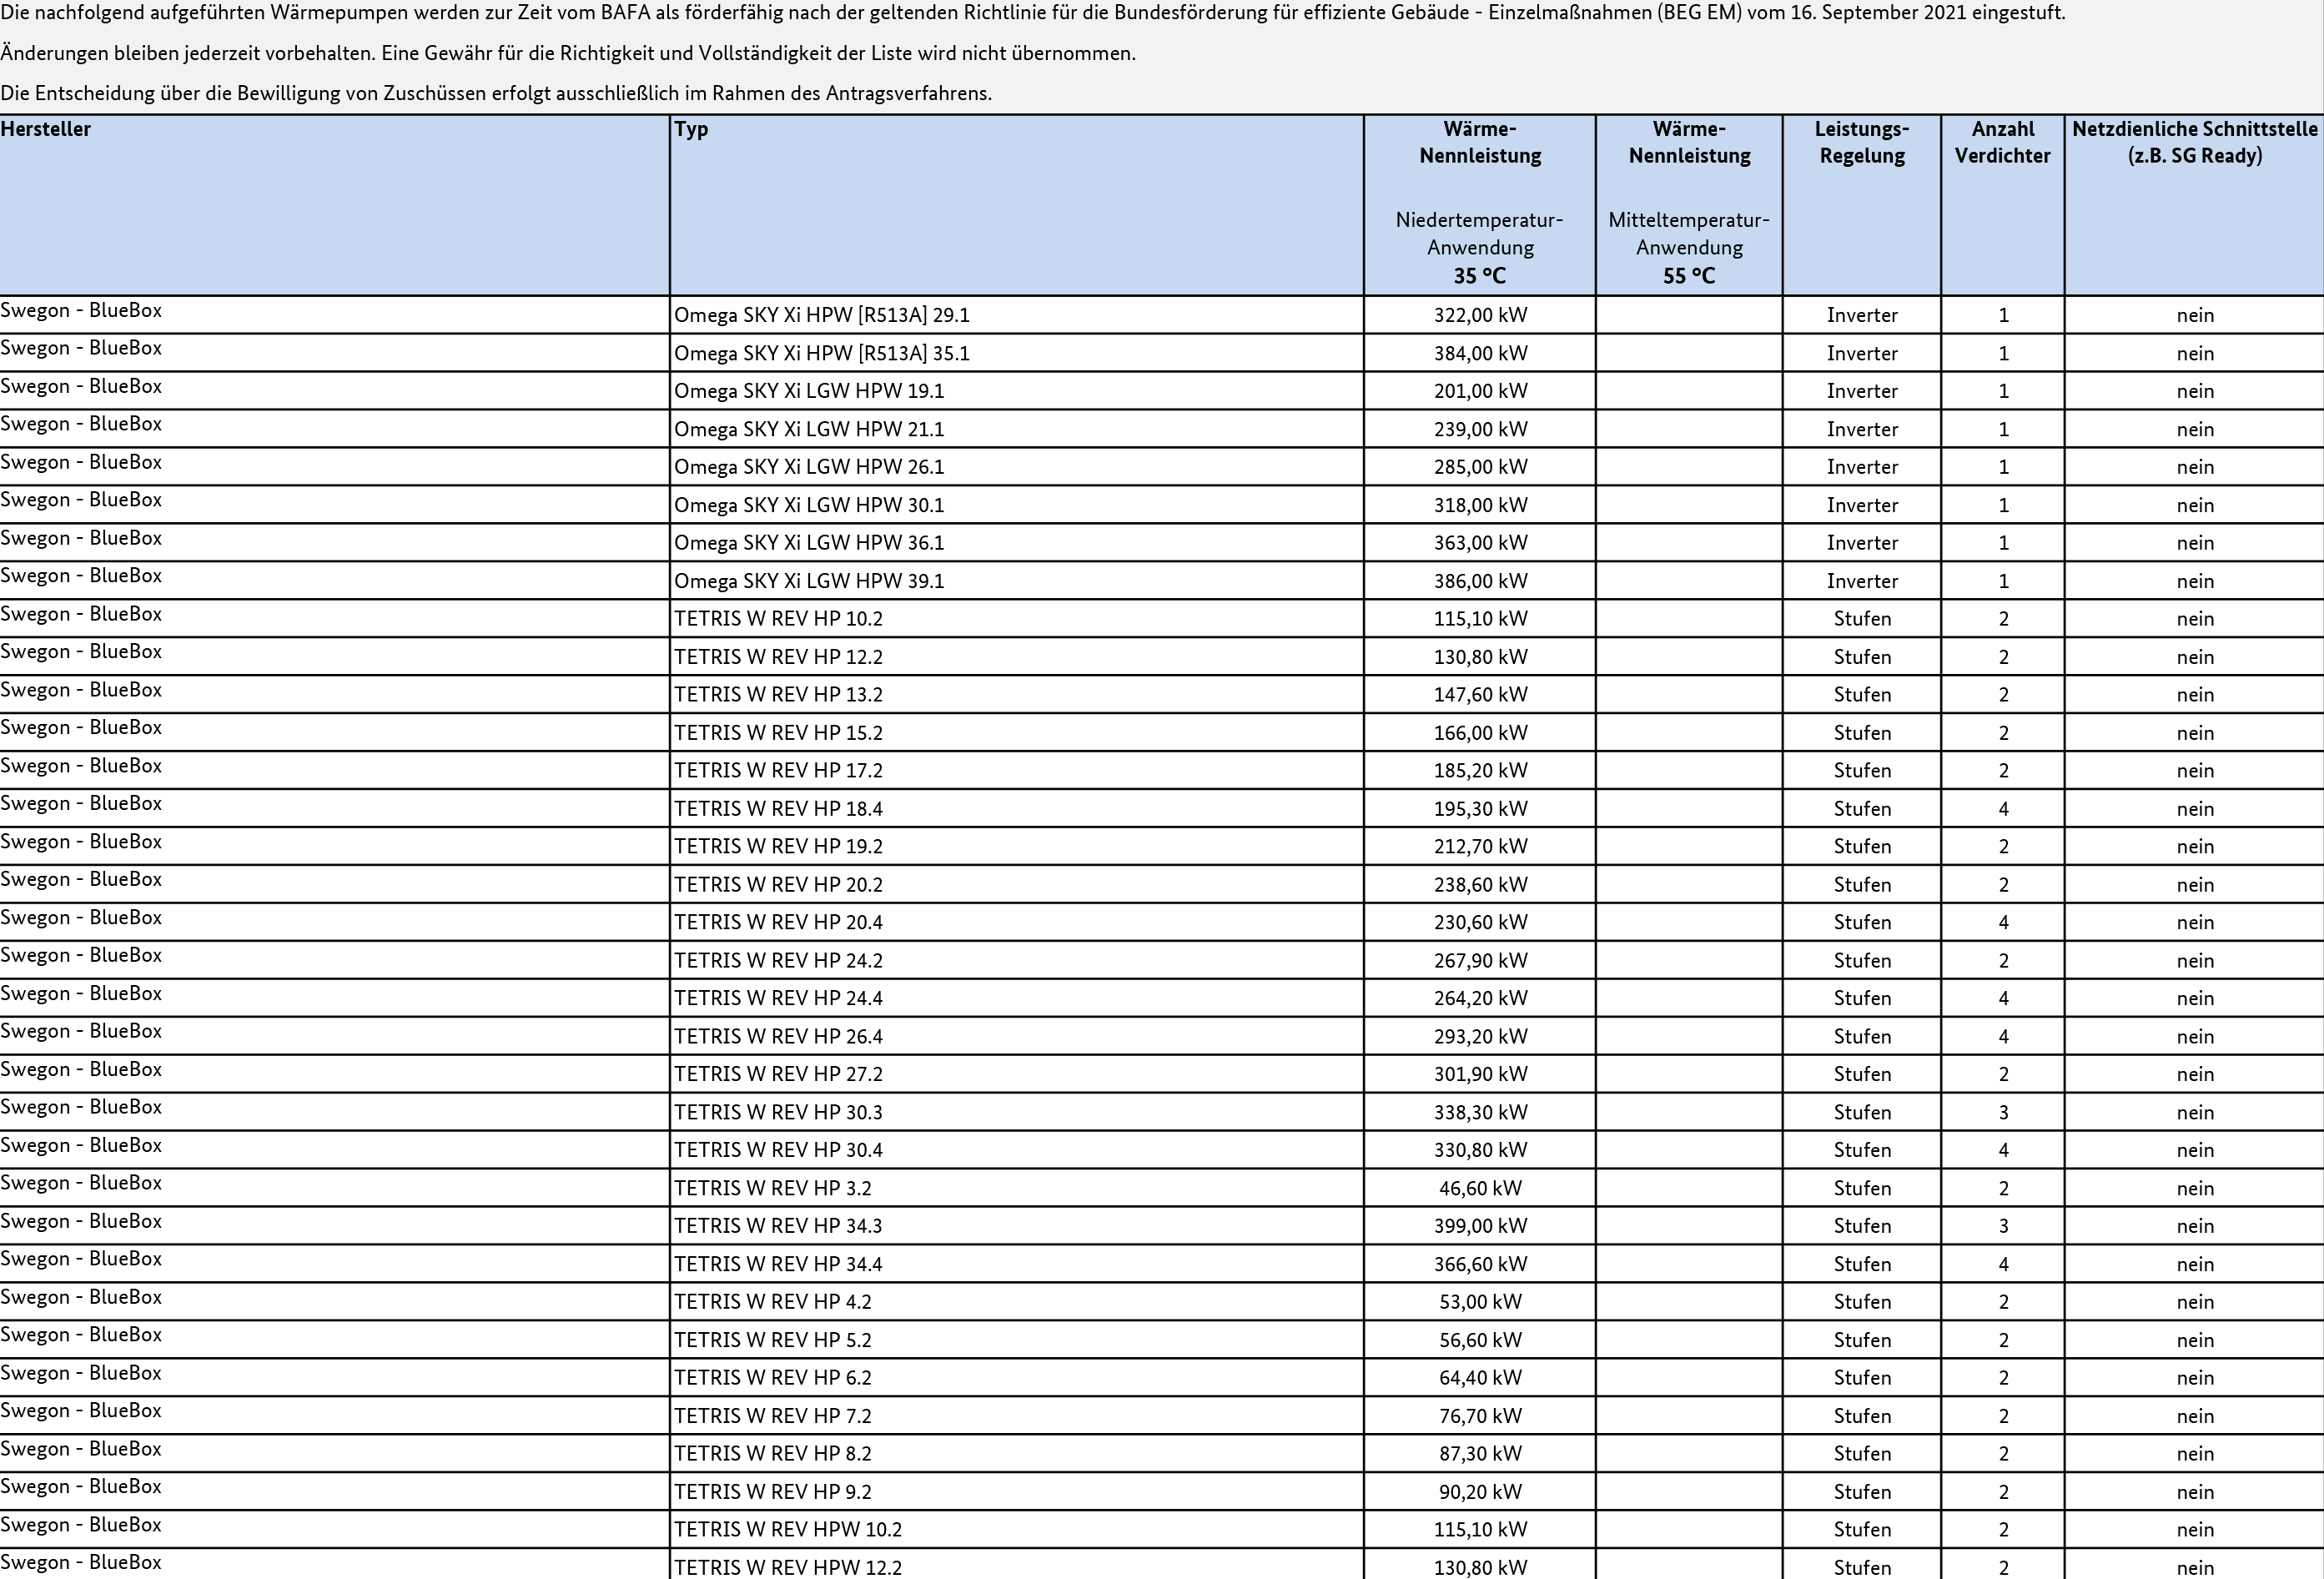 Die nachfolgend aufgeführten Wärmepumpen werden zur Zeit vom BAFA als förderfähig nach der geltenden Richtlinie für die Bundesförderung für effiziente Gebäude - Einzelmaßnahmen (BEG EM) vom 16. September 2021 eingestuft.
Änderungen bleiben jederzeit vorbehalten. Eine Gewähr für die Richtigkeit und Vollständigkeit der Liste wird nicht übernommen.
Die Entscheidung über die Bewilligung von Zuschüssen erfolgt ausschließlich im Rahmen des Antragsverfahrens.
Hersteller Typ Wärme- Wärme- Leistungs- Anzahl Netzdienliche Schnittstelle
Nennleistung Nennleistung Regelung Verdichter (z.B. SG Ready)
Niedertemperatur- Mitteltemperatur-
Anwendung Anwendung
35 °C 55 °C
Swegon - BlueBox Omega SKY Xi HPW [R513A] 29.1 322,00 kW Inverter 1 nein
Swegon - BlueBox Omega SKY Xi HPW [R513A] 35.1 384,00 kW Inverter 1 nein
Swegon - BlueBox Omega SKY Xi LGW HPW 19.1 201,00 kW Inverter 1 nein
Swegon - BlueBox Omega SKY Xi LGW HPW 21.1 239,00 kW Inverter 1 nein
Swegon - BlueBox Omega SKY Xi LGW HPW 26.1 285,00 kW Inverter 1 nein
Swegon - BlueBox Omega SKY Xi LGW HPW 30.1 318,00 kW Inverter 1 nein
Swegon - BlueBox Omega SKY Xi LGW HPW 36.1 363,00 kW Inverter 1 nein
Swegon - BlueBox Omega SKY Xi LGW HPW 39.1 386,00 kW Inverter 1 nein
Swegon - BlueBox TETRIS W REV HP 10.2 115,10 kW Stufen 2 nein
Swegon - BlueBox TETRIS W REV HP 12.2 130,80 kW Stufen 2 nein
Swegon - BlueBox TETRIS W REV HP 13.2 147,60 kW Stufen 2 nein
Swegon - BlueBox TETRIS W REV HP 15.2 166,00 kW Stufen 2 nein
Swegon - BlueBox TETRIS W REV HP 17.2 185,20 kW Stufen 2 nein
Swegon - BlueBox TETRIS W REV HP 18.4 195,30 kW Stufen 4 nein
Swegon - BlueBox TETRIS W REV HP 19.2 212,70 kW Stufen 2 nein
Swegon - BlueBox TETRIS W REV HP 20.2 238,60 kW Stufen 2 nein
Swegon - BlueBox TETRIS W REV HP 20.4 230,60 kW Stufen 4 nein
Swegon - BlueBox TETRIS W REV HP 24.2 267,90 kW Stufen 2 nein
Swegon - BlueBox TETRIS W REV HP 24.4 264,20 kW Stufen 4 nein
Swegon - BlueBox TETRIS W REV HP 26.4 293,20 kW Stufen 4 nein
Swegon - BlueBox TETRIS W REV HP 27.2 301,90 kW Stufen 2 nein
Swegon - BlueBox TETRIS W REV HP 30.3 338,30 kW Stufen 3 nein
Swegon - BlueBox TETRIS W REV HP 30.4 330,80 kW Stufen 4 nein
Swegon - BlueBox TETRIS W REV HP 3.2 46,60 kW Stufen 2 nein
Swegon - BlueBox TETRIS W REV HP 34.3 399,00 kW Stufen 3 nein
Swegon - BlueBox TETRIS W REV HP 34.4 366,60 kW Stufen 4 nein
Swegon - BlueBox TETRIS W REV HP 4.2 53,00 kW Stufen 2 nein
Swegon - BlueBox TETRIS W REV HP 5.2 56,60 kW Stufen 2 nein
Swegon - BlueBox TETRIS W REV HP 6.2 64,40 kW Stufen 2 nein
Swegon - BlueBox TETRIS W REV HP 7.2 76,70 kW Stufen 2 nein
Swegon - BlueBox TETRIS W REV HP 8.2 87,30 kW Stufen 2 nein
Swegon - BlueBox TETRIS W REV HP 9.2 90,20 kW Stufen 2 nein
Swegon - BlueBox TETRIS W REV HPW 10.2 115,10 kW Stufen 2 nein
Swegon - BlueBox TETRIS W REV HPW 12.2 130,80 kW Stufen 2 nein